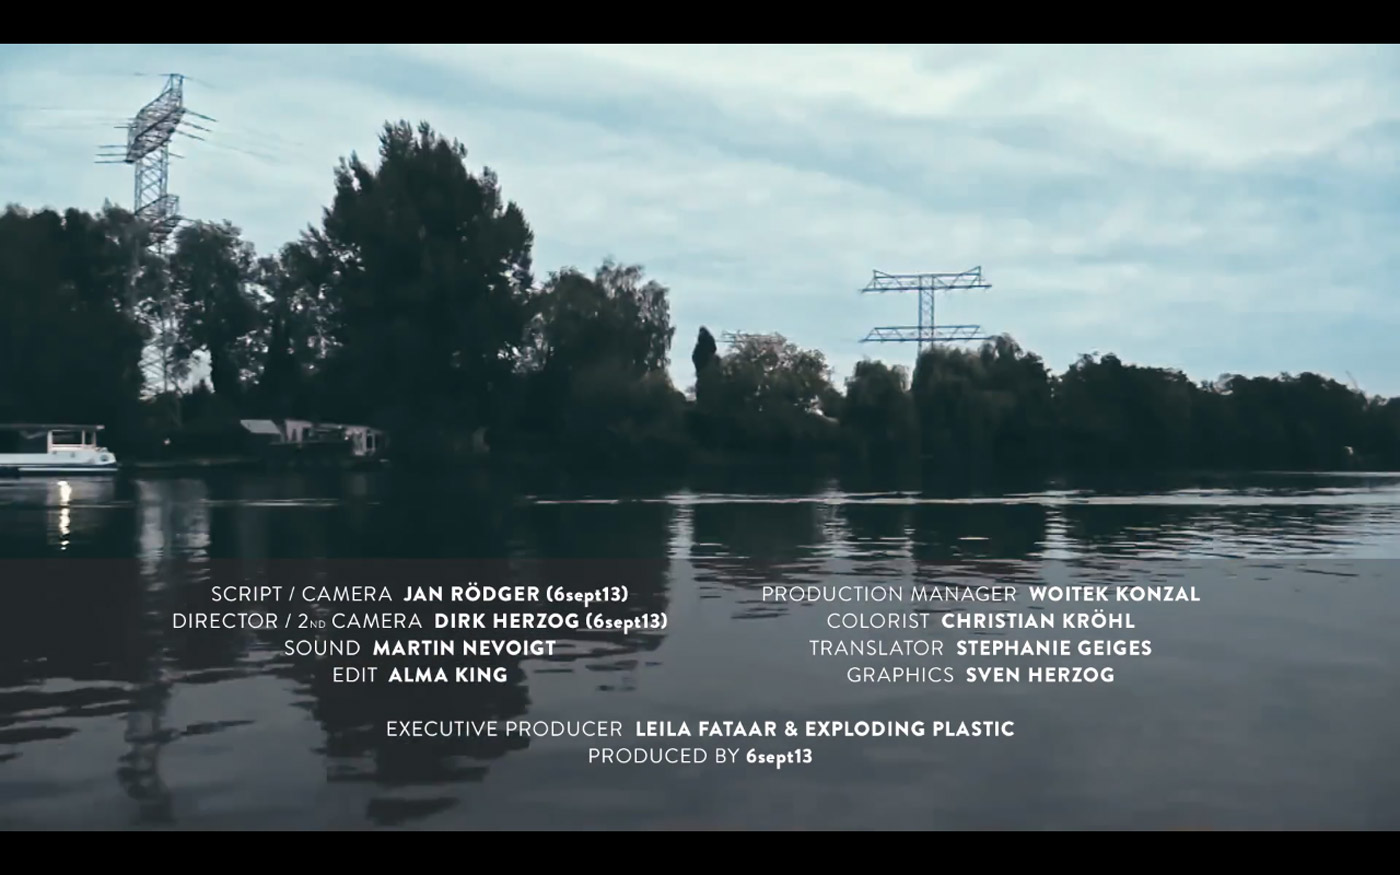 SCRIPT / CAMERA JAN RÖDGER (6sept13)
DIRECTOR / 2ND CAMERA DIRK HERZOG (6sept13)
SOUND MARTIN NEVOIGT
EDIT ALMA KING
PRODUCTION MANAGER WOITEK KONZAL
COLORIST CHRISTIAN KRÖHL
TRANSLATOR STEPHANIE GEIGES
GRAPHICS SVEN HERZOG
EXECUTIVE PRODUCER LEILA FATAAR & EXPLODING PLASTIC
PRODUCED BY 6sept13